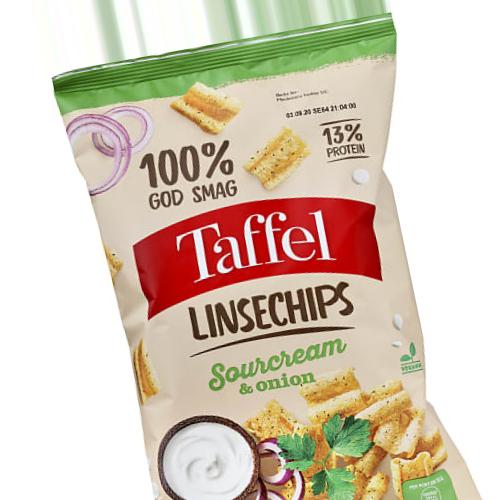 03.09.20 SE64 21:04:00
13%
PROTEIN
100%
GOD SMAG
Taffel
LINSECHIPS
Sourcream
& onion